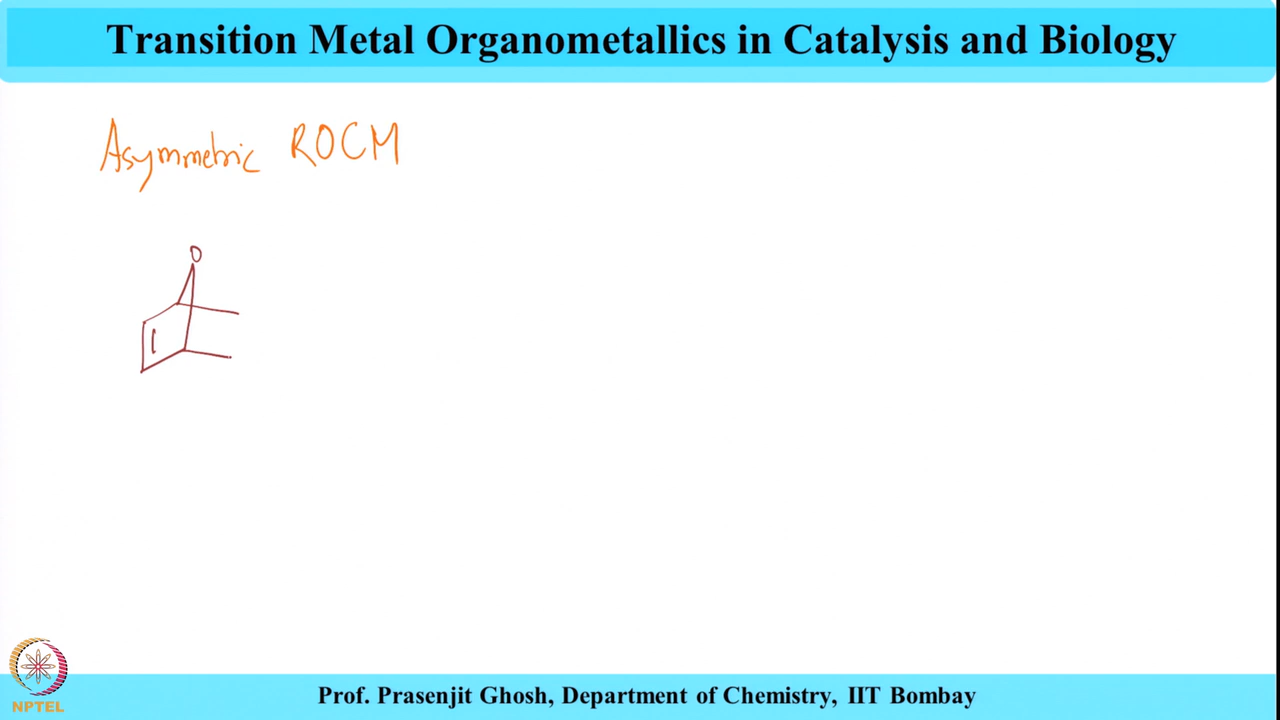 Transition Metal Organometallics in Catalysis and Biology
Asymmetric ROCM
O
NPTEL
Prof. Prasenjit Ghosh, Department of Chemistry, IIT Bombay